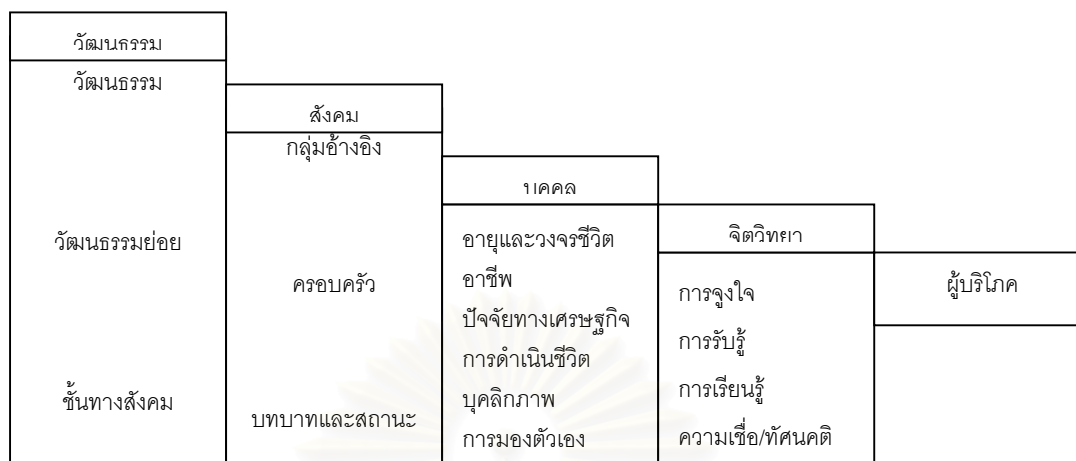 วัฒนธรรม
วัฒนธรรม
วัฒนธรรมย่อย
ชั้นทางสังคม
สังคม
กลุ่มอ้างอิง
ครอบครัว
บทบาทและสถานะ
บุคคล
อายุและวงจรชีวิต
อาชีพ
ปัจจัยทางเศรษฐกิจ
การดำเนินชีวิต
บุคลิกภาพ
การมองตัวเอง
จิตวิทยา
การจูงใจ
การรับรู้
การเรียนรู้
ความเชื่อ/ทัศนคติ
ผู้บริโภค